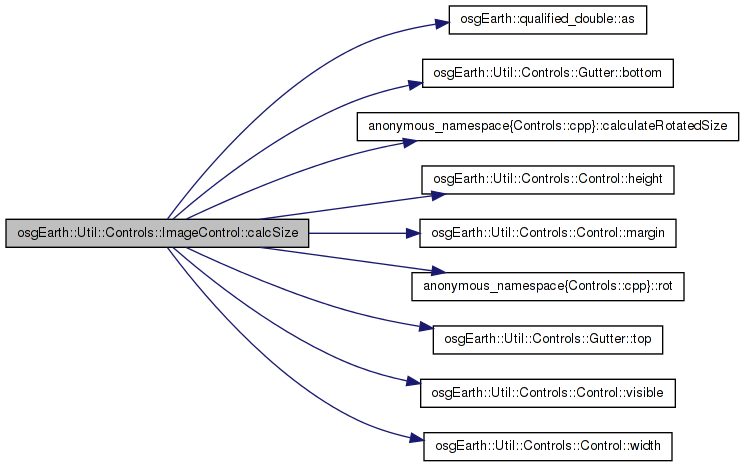 osgEarth::qualified_double::as
osgEarth::Util::Controls::Gutter::bottom
anonymous_namespace{Controls::cpp}::calculateRotatedSize
osgEarth::Util::Controls::Control::height
osgEarth::Util::Controls::ImageControl::calcSize
osgEarth::Util::Controls::Control::margin
anonymous_namespace{Controls::cpp}::rot
osgEarth::Util::Controls::Gutter::top
osgEarth::Util::Controls::Control::visible
osgEarth::Util::Controls::Control::width